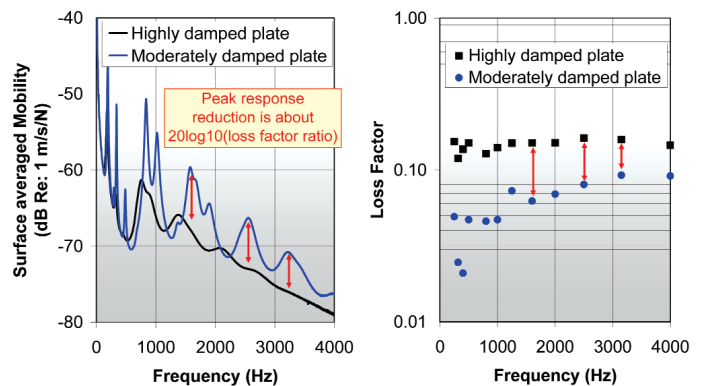 -40
-50
-60
-70
-80
Surface averaged Mobility
(dB Re: 1 m/s/N)
Highly damped plate
Moderately damped plate
Peak response
reduction is about
20log10(loss factor ratio)
0
1000
2000
3000
4000
Frequency (Hz)
1.00
0.10
0.01
Loss Factor
Highly damped plate
Moderately damped plate
0
1000
2000
3000
4000
Frequency (Hz)